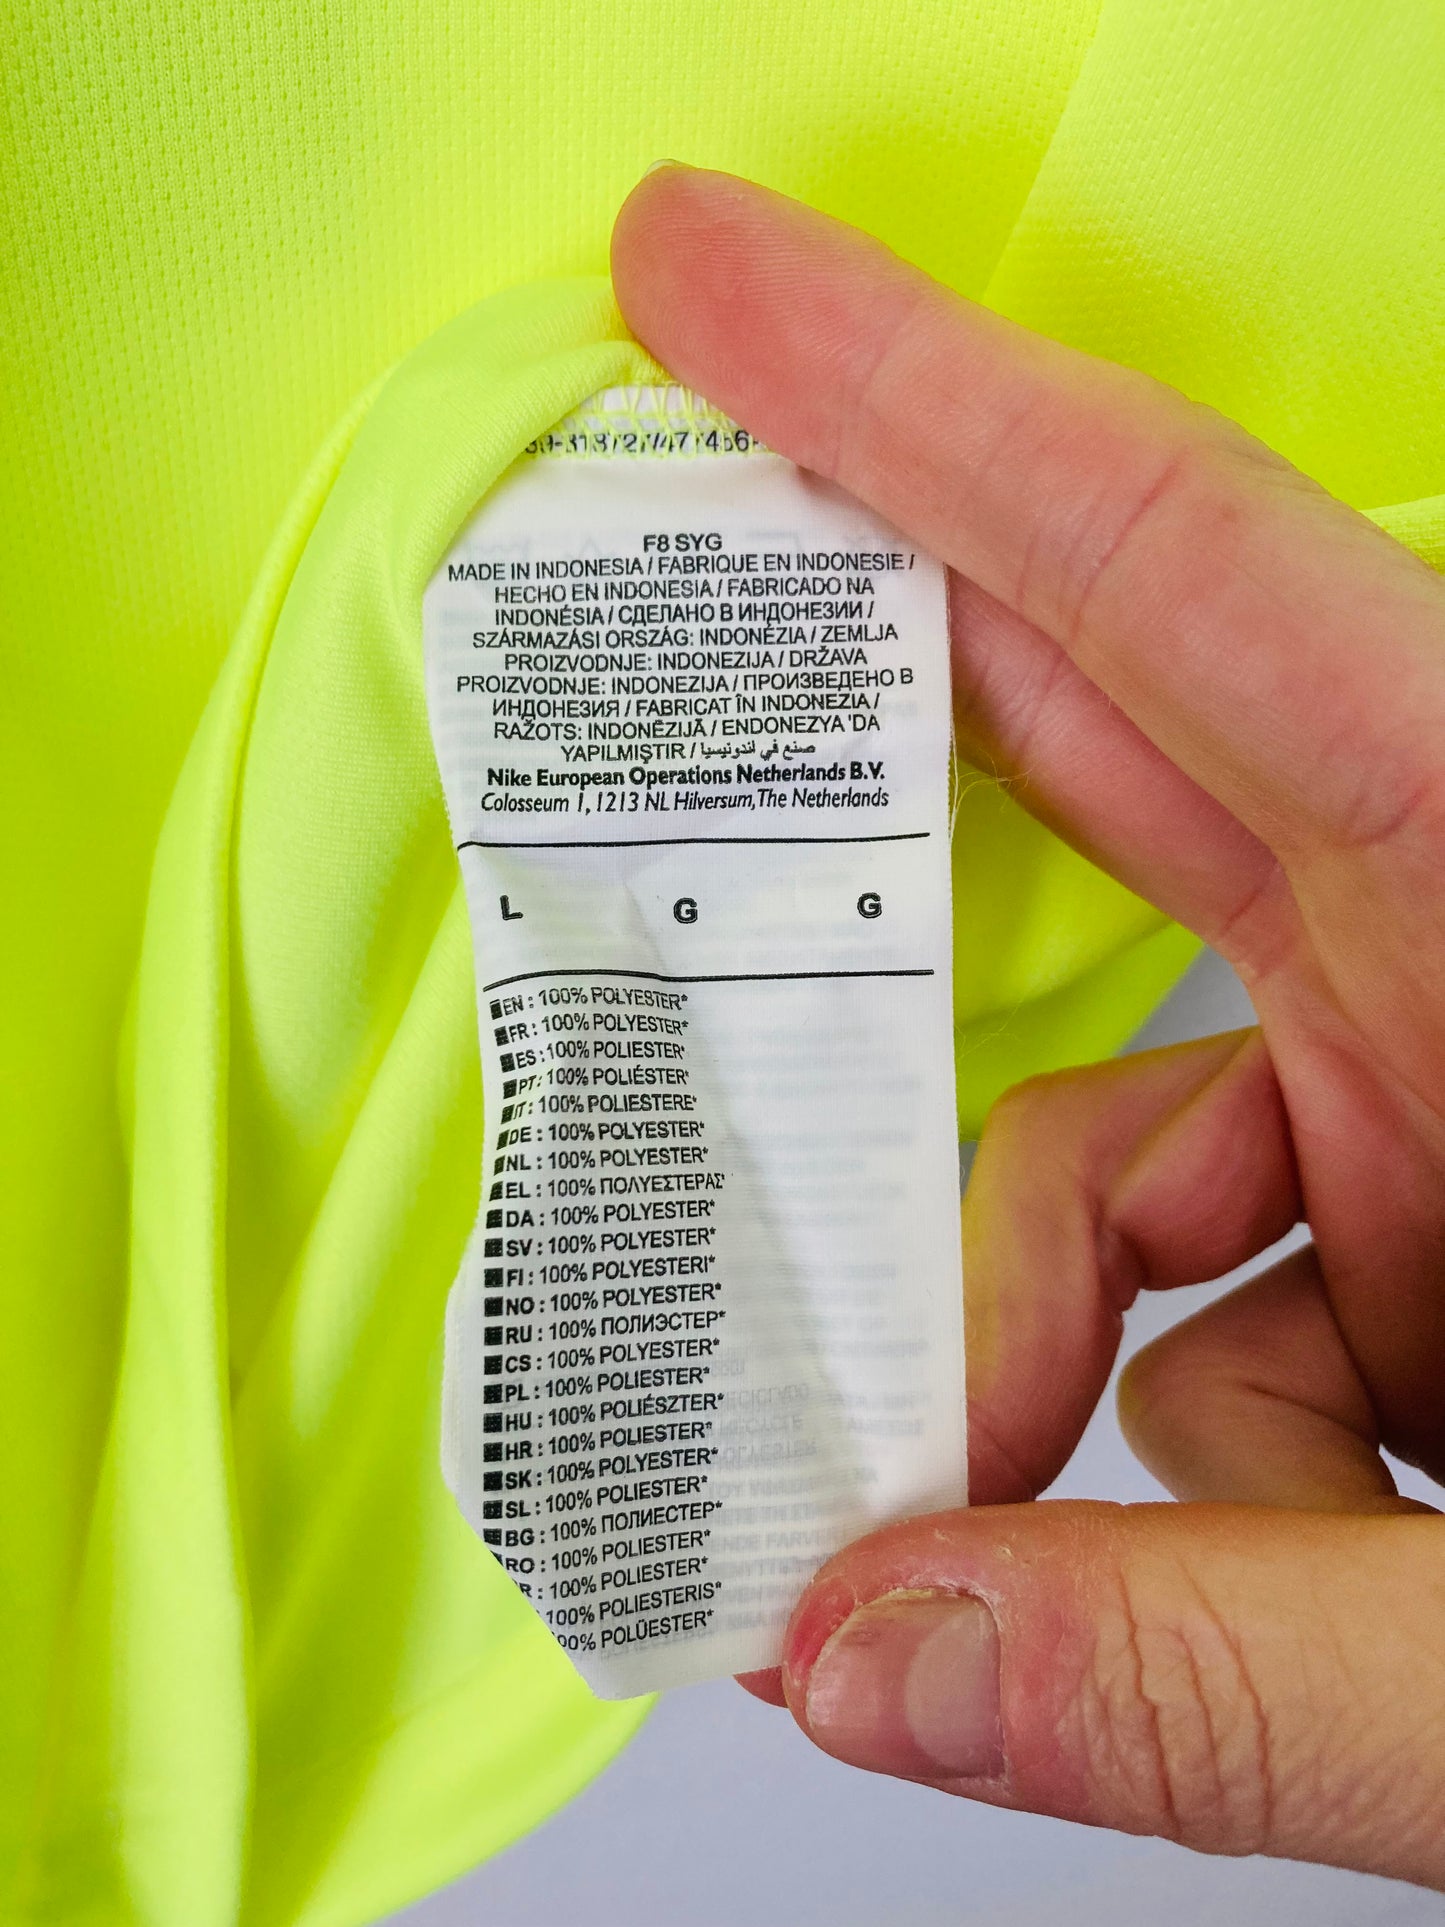 F8 SYG
MADE IN INDONESIA / FABRIQUE EN INDONESIE /
HECHO EN INDONESIA / FABRICADO NA
INDONÉSIA / СДЕЛАНО В ИНДОНЕЗИИ /
SZÁRMAZÁSI ORSZÁG: INDONÉZIA / ZEMLJA
PROIZVODNJE: INDONEZIJA / DRŽAVA
PROIZVODNJE: INDONEZIJA / ПРОИЗВЕДЕНО В
ИНДОНЕЗИЯ / FABRICAT ÎN INDONEZIA /
RAŽOTS: INDONĒZIJĀ / ENDONEZYA 'DA
YAPILMIŞTIR / صنع في اندونيسيا
Nike European Operations Netherlands B.V.
Colosseum 1, 1213 NL Hilversum, The Netherlands
L G G
EN : 100% POLYESTER*
FR : 100% POLYESTER*
ES : 100% POLIESTER*
PT : 100% POLIÉSTER*
IT : 100% POLIESTERE*
DE : 100% POLYESTER*
NL : 100% POLYESTER*
EL : 100% ΠΟΛΥΕΣΤΕΡΑΣ*
DA : 100% POLYESTER*
SV : 100% POLYESTER*
FI : 100% POLYESTERI*
NO : 100% POLYESTER*
RU : 100% ПОЛИЭСТЕР*
CS : 100% POLYESTER*
PL : 100% POLIESTER*
HU : 100% POLIÉSZTER*
HR : 100% POLIESTER*
SK : 100% POLYESTER*
SL : 100% POLIESTER*
BG : 100% ПОЛИЕСТЕР*
RO : 100% POLIESTER*
R : 100% POLIESTER*
100% POLIESTERIS*
00% POLÜESTER*